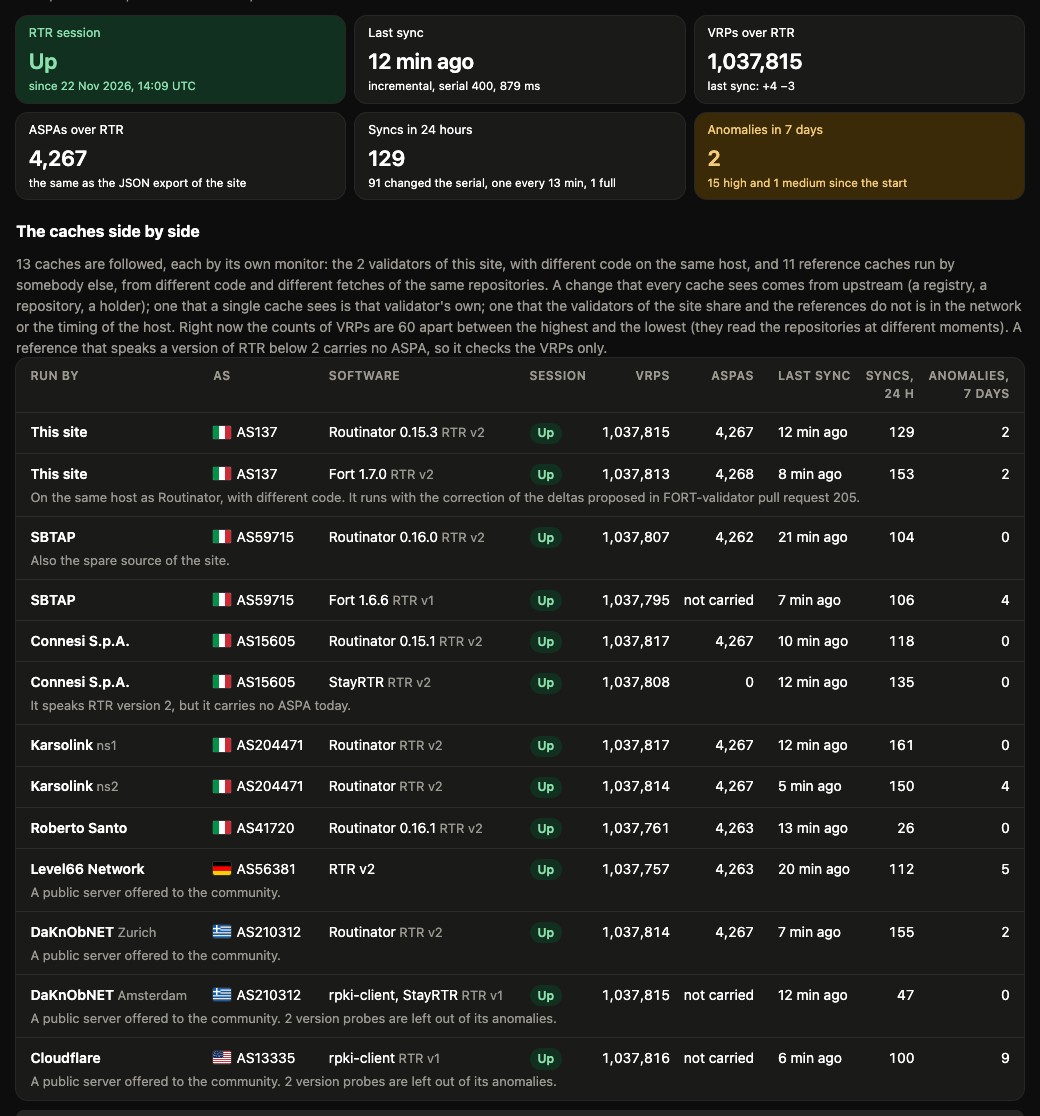 RTR session
Up
since 22 Nov 2026, 14:09 UTC
Last sync
12 min ago
incremental, serial 400, 879 ms
VRPs over RTR
1,037,815
last sync: +4 −3
ASPAs over RTR
4,267
the same as the JSON export of the site
Syncs in 24 hours
129
91 changed the serial, one every 13 min, 1 full
Anomalies in 7 days
2
15 high and 1 medium since the start
The caches side by side
13 caches are followed, each by its own monitor: the 2 validators of this site, with different code on the same host, and 11 reference caches run by
somebody else, from different code and different fetches of the same repositories. A change that every cache sees comes from upstream (a registry, a
repository, a holder); one that a single cache sees is that validator's own; one that the validators of the site share and the references do not is in the network
or the timing of the host. Right now the counts of VRPs are 60 apart between the highest and the lowest (they read the repositories at different moments). A
reference that speaks a version of RTR below 2 carries no ASPA, so it checks the VRPs only.
RUN BY AS SOFTWARE SESSION VRPS ASPAS LAST SYNC SYNCS, 24 H ANOMALIES, 7 DAYS
This site AS137 Routinator 0.15.3 RTR v2 Up 1,037,815 4,267 12 min ago 129 2
This site AS137 Fort 1.7.0 RTR v2 Up 1,037,813 4,268 8 min ago 153 2
On the same host as Routinator, with different code. It runs with the correction of the deltas proposed in FORT-validator pull request 205.
SBTAP AS59715 Routinator 0.16.0 RTR v2 Up 1,037,807 4,262 21 min ago 104 0
Also the spare source of the site.
SBTAP AS59715 Fort 1.6.6 RTR v1 Up 1,037,795 not carried 7 min ago 106 4
Connesi S.p.A. AS15605 Routinator 0.15.1 RTR v2 Up 1,037,817 4,267 10 min ago 118 0
Connesi S.p.A. AS15605 StayRTR RTR v2 Up 1,037,808 0 12 min ago 135 0
It speaks RTR version 2, but it carries no ASPA today.
Karsolink ns1 AS204471 Routinator RTR v2 Up 1,037,817 4,267 12 min ago 161 0
Karsolink ns2 AS204471 Routinator RTR v2 Up 1,037,814 4,267 5 min ago 150 4
Roberto Santo AS41720 Routinator 0.16.1 RTR v2 Up 1,037,761 4,263 13 min ago 26 0
Level66 Network AS56381 RTR v2 Up 1,037,757 4,263 20 min ago 112 5
A public server offered to the community.
DaKnObNET Zurich AS210312 Routinator RTR v2 Up 1,037,814 4,267 7 min ago 155 2
A public server offered to the community.
DaKnObNET Amsterdam AS210312 rpki-client, StayRTR RTR v1 Up 1,037,815 not carried 12 min ago 47 0
A public server offered to the community. 2 version probes are left out of its anomalies.
Cloudflare AS13335 rpki-client RTR v1 Up 1,037,816 not carried 6 min ago 100 9
A public server offered to the community. 2 version probes are left out of its anomalies.